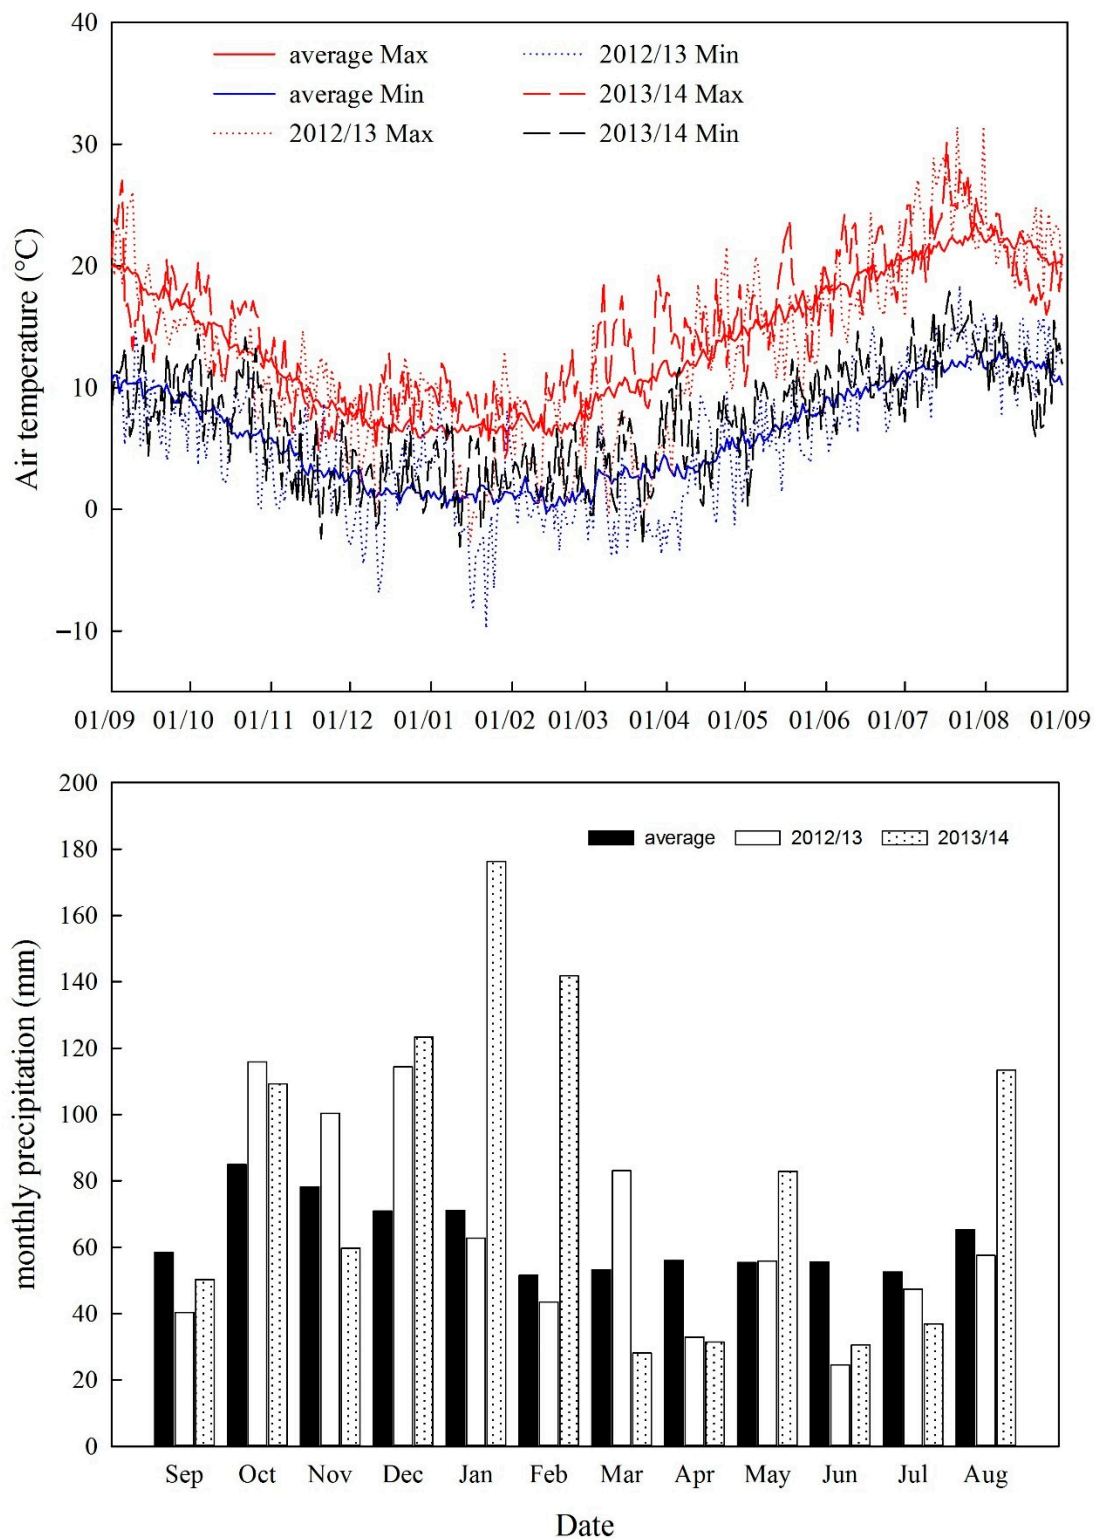 40
average Max
2012/13 Min
average Min
2013/14 Max
30
2012/13 Max
2013/14 Min
20
Air temperature (°C)
10
0
−10
01/09 01/10 01/11 01/12 01/01 01/02 01/03 01/04 01/05 01/06 01/07 01/08 01/09
200
average 2012/13 2013/14
180
160
140
monthly precipitation (mm)
120
100
80
60
40
20
0
Sep Oct Nov Dec Jan Feb Mar Apr May Jun Jul Aug
Date